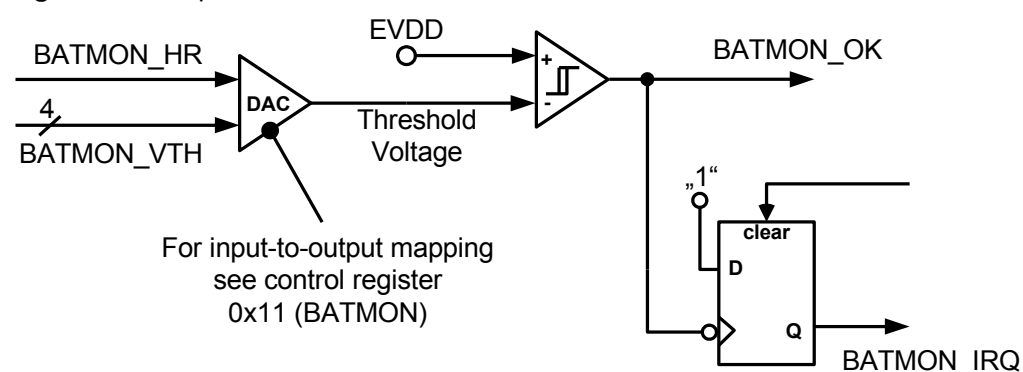 EVDD
BATMON_HR
BATMON_OK
+
DAC
-
4
Threshold
Voltage
BATMON_VTH
„1“
clear
For input-to-output mapping
see control register
0x11 (BATMON)
D
Q
BATMON_IRQ